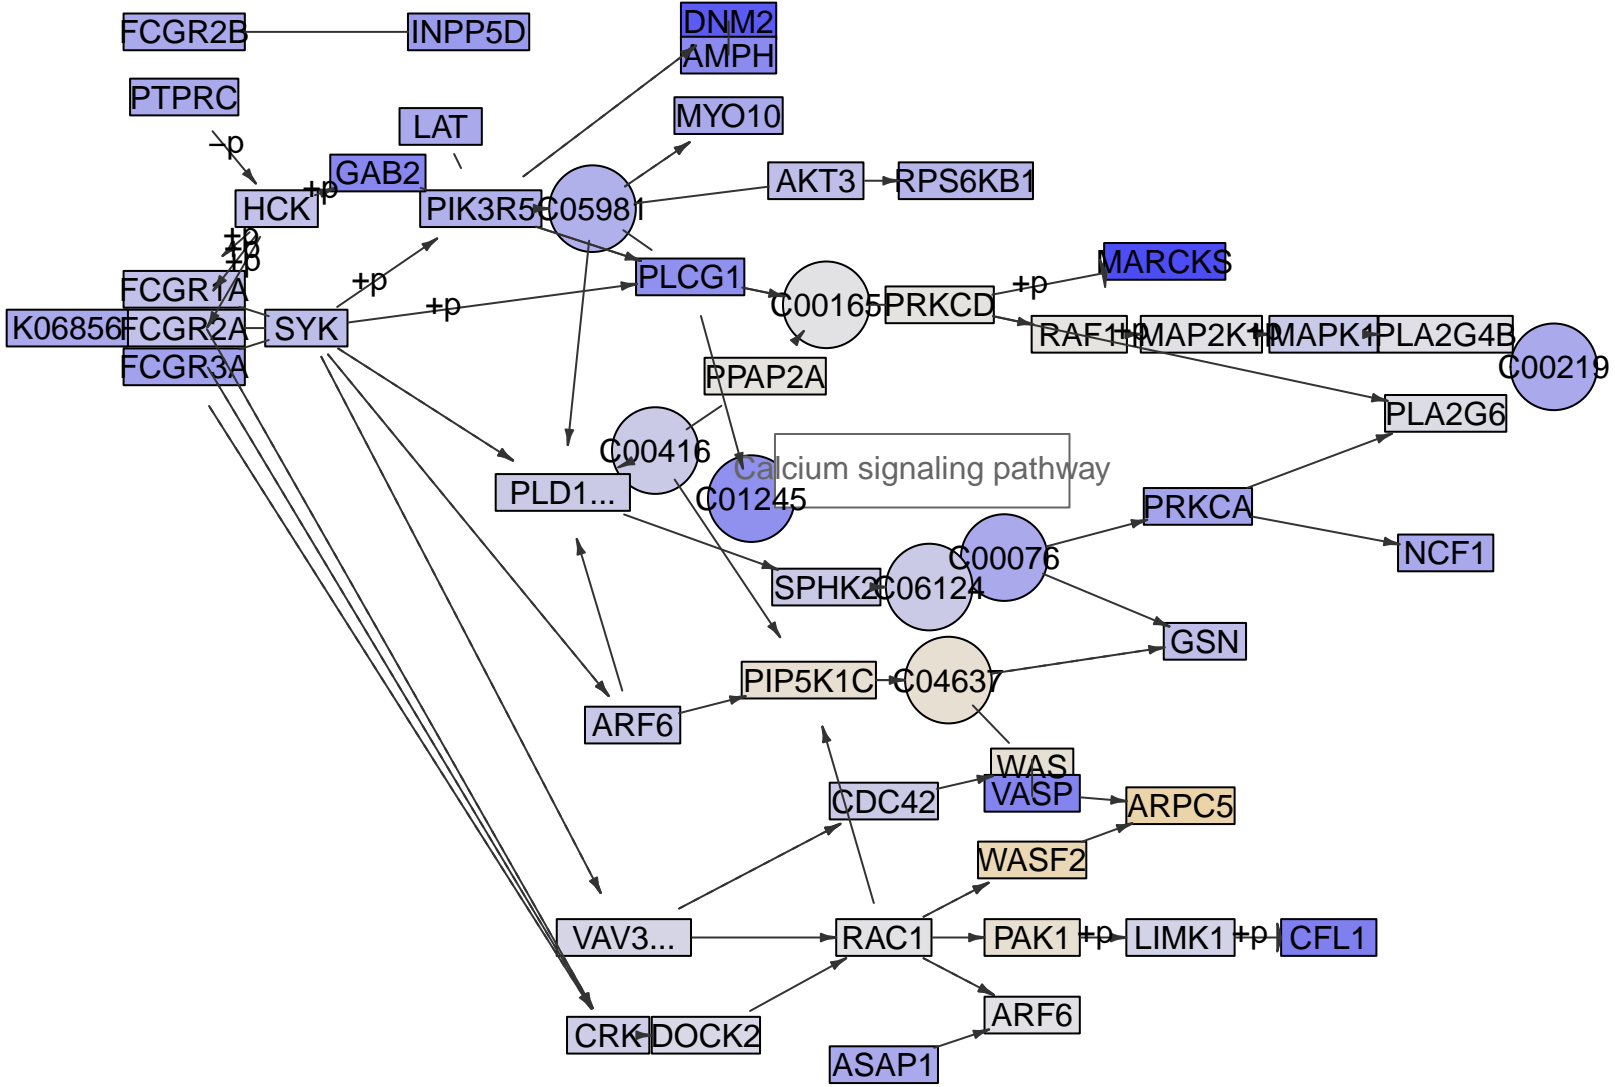 FCGR2B
INPP5D
DNM2
AMPH
PTPRC
MYO10
LAT
−p
GAB2
+p
AKT3
RPS6KB1
HCK
PIK3R5
C05981
+p
+p
+p
MARCKS
PLCG1
+p
+p
+p
FCGR1A
C00165
PRKCD
K06856
FCGR2A
SYK
RAF1
+p
MAP2K1
+p
MAPK1
PLA2G4B
FCGR3A
C00219
PPAP2A
PLA2G6
C00416
Calcium signaling pathway
PLD1...
C01245
PRKCA
NCF1
C00076
SPHK2
C06124
GSN
PIP5K1C
C04637
ARF6
WAS
VASP
CDC42
ARPC5
WASF2
VAV3...
RAC1
PAK1
+p
LIMK1
+p
CFL1
ARF6
CRK
DOCK2
ASAP1